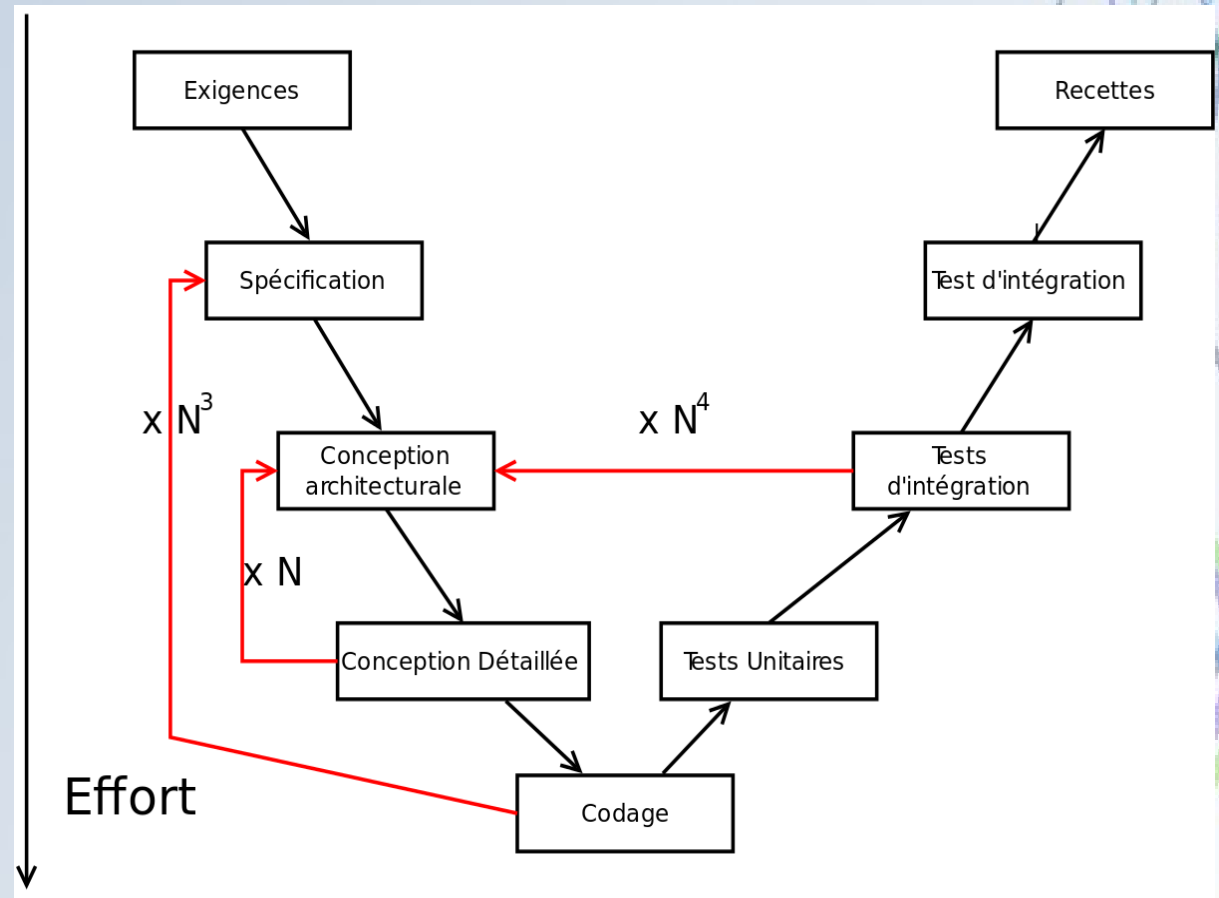 Exigences
Recettes
Spécification
Test d'intégration
x N³
x N⁴
Conception
architecturale
Tests
d'intégration
x N
Conception Détaillée
Tests Unitaires
Effort
Codage